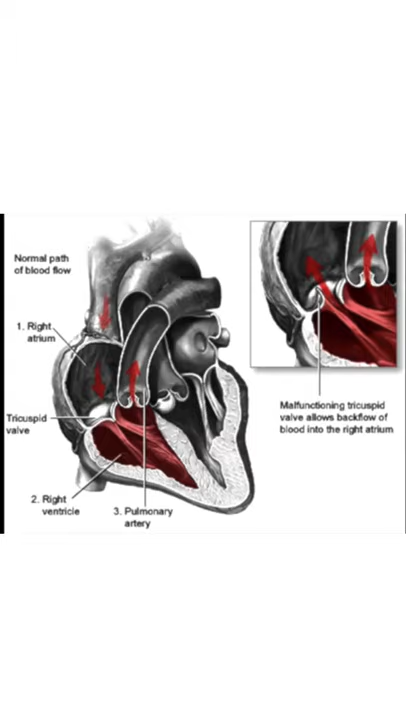 Normal path
of blood flow
1. Right
atrium
Tricuspid
valve
2. Right
ventricle
3. Pulmonary
artery
Malfunctioning tricuspid
valve allows backflow of
blood into the right atrium